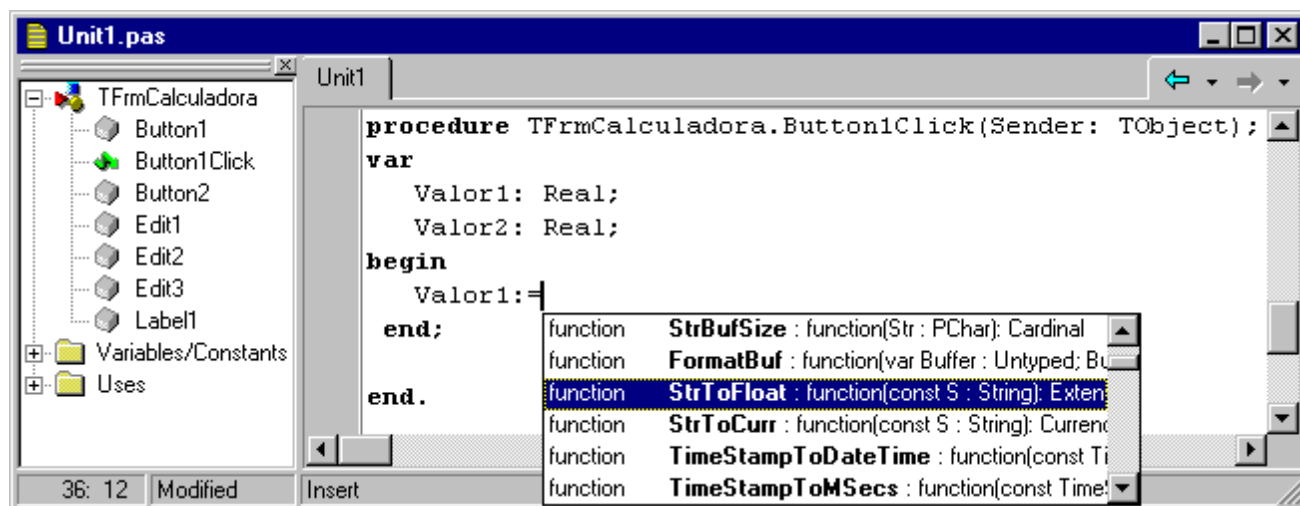 Unit1.pas
TFrmCalculadora
Button1
Button1Click
Button2
Edit1
Edit2
Edit3
Label1
Variables/Constants
Uses
Unit1
procedure TFrmCalculadora.Button1Click(Sender: TObject);
var
Valor1: Real;
Valor2: Real;
begin
Valor1:=
end;
end.
function StrBufSize : function(Str : PChar): Cardinal
function FormatBuf : function(var Buffer : Untyped; Bu
function StrToFloat : function(const S : String): Exten
function StrToCurr : function(const S : String): Currenc
function TimeStampToDateTime : function(const Ti
function TimeStampToMSecs : function(const TimeS
36: 12 Modified Insert